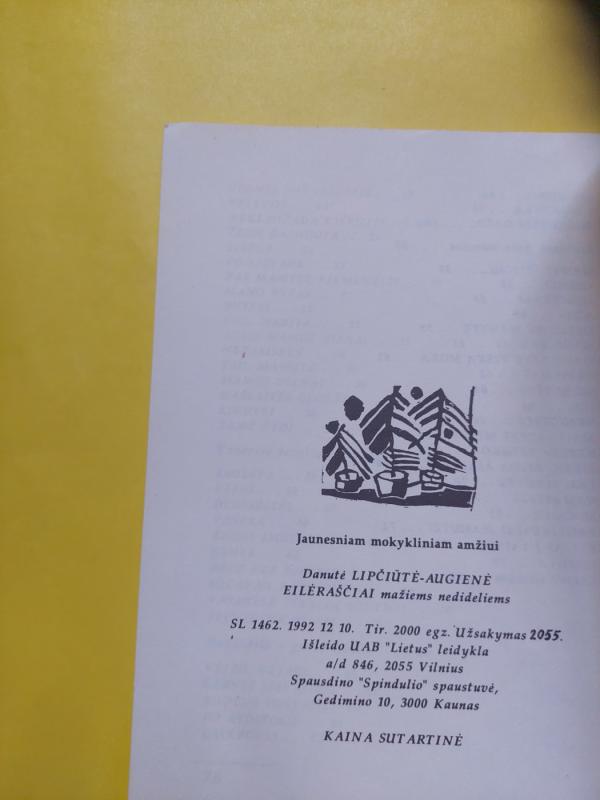 Jaunesniam mokykliniam amžiui
Danutė LIPČIŪTĖ-AUGIENĖ
EILĖRAŠČIAI mažiems nedideliems
SL 1462. 1992 12 10. Tir. 2000 egz. Užsakymas 2055.
Išleido UAB "Lietus" leidykla
a/d 846, 2055 Vilnius
Spausdino "Spindulio" spaustuvė,
Gedimino 10, 3000 Kaunas
KAINA SUTARTINĖ